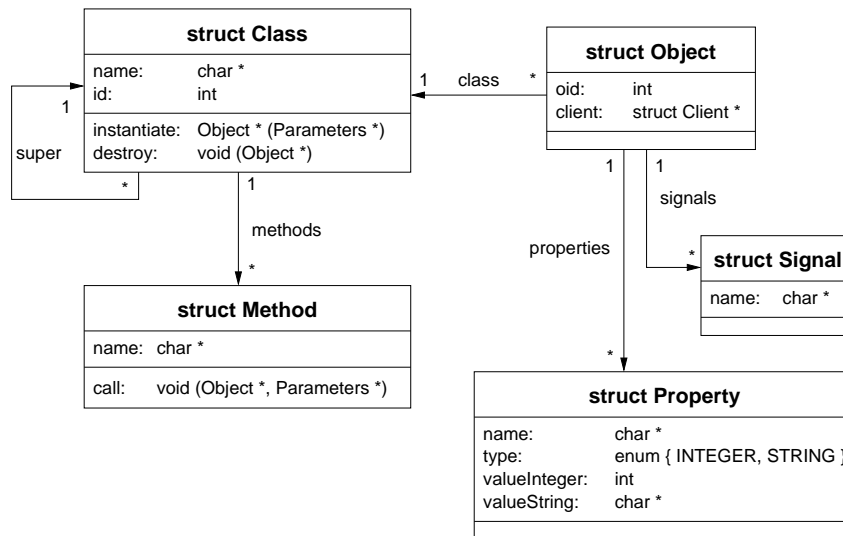 struct Class
name: char *
id: int
instantiate: Object * (Parameters *)
destroy: void (Object *)
1
super
*
1
class
*
struct Object
oid: int
client: struct Client *
1
methods
*
struct Method
name: char *
call: void (Object *, Parameters *)
1
1
signals
properties
*
struct Signal
name: char *
*
struct Property
name: char *
type: enum { INTEGER, STRING }
valueInteger: int
valueString: char *